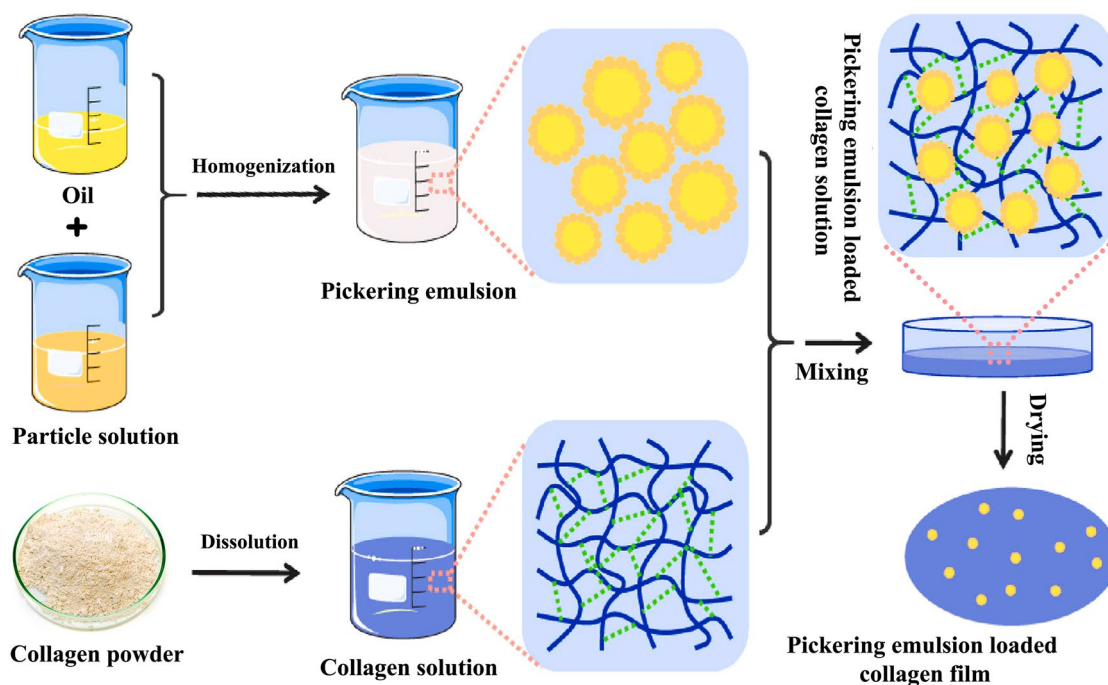 Oil
+
Particle solution
Homogenization
Pickering emulsion
Collagen powder
Dissolution
Collagen solution
Mixing
Pickering emulsion loaded
collagen solution
Drying
Pickering emulsion loaded
collagen film